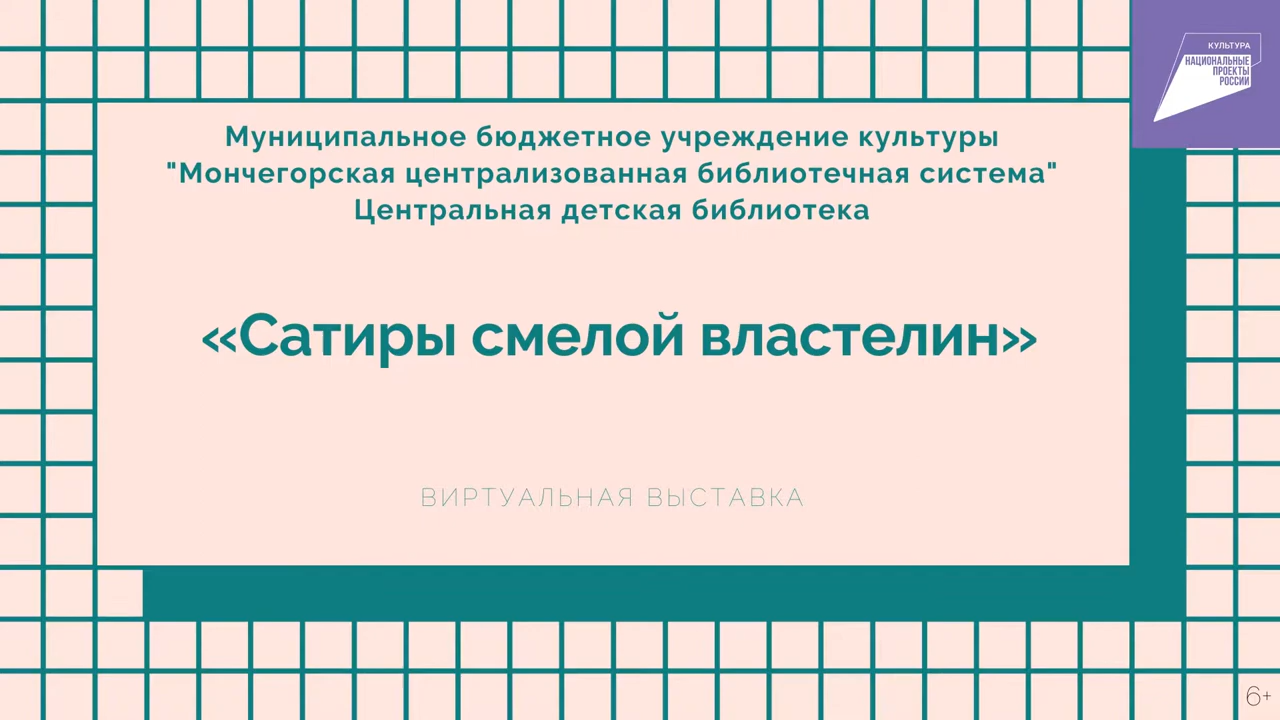 КУЛЬТУРА
НАЦИОНАЛЬНЫЕ
ПРОЕКТЫ
РОССИИ
Муниципальное бюджетное учреждение культуры
"Мончегорская централизованная библиотечная система"
Центральная детская библиотека
«Сатиры смелой властелин»
ВИРТУАЛЬНАЯ ВЫСТАВКА
6+